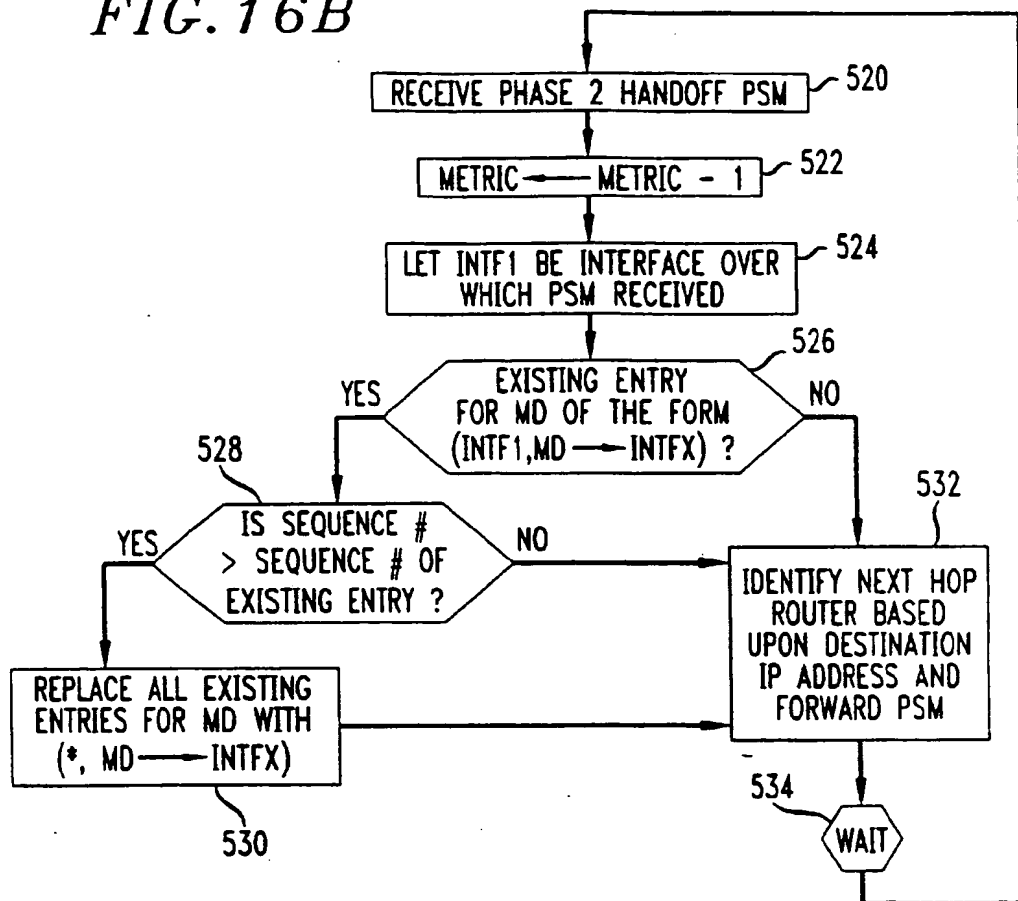 FIG. 16B
RECEIVE PHASE 2 HANDOFF PSM
520
METRIC ← METRIC - 1
522
LET INTF1 BE INTERFACE OVER
WHICH PSM RECEIVED
524
526
EXISTING ENTRY
FOR MD OF THE FORM
(INTF1,MD → INTFX) ?
YES
NO
528
IS SEQUENCE #
> SEQUENCE # OF
EXISTING ENTRY ?
YES
NO
532
IDENTIFY NEXT HOP
ROUTER BASED
UPON DESTINATION
IP ADDRESS AND
FORWARD PSM
REPLACE ALL EXISTING
ENTRIES FOR MD WITH
(*, MD → INTFX)
530
534
WAIT